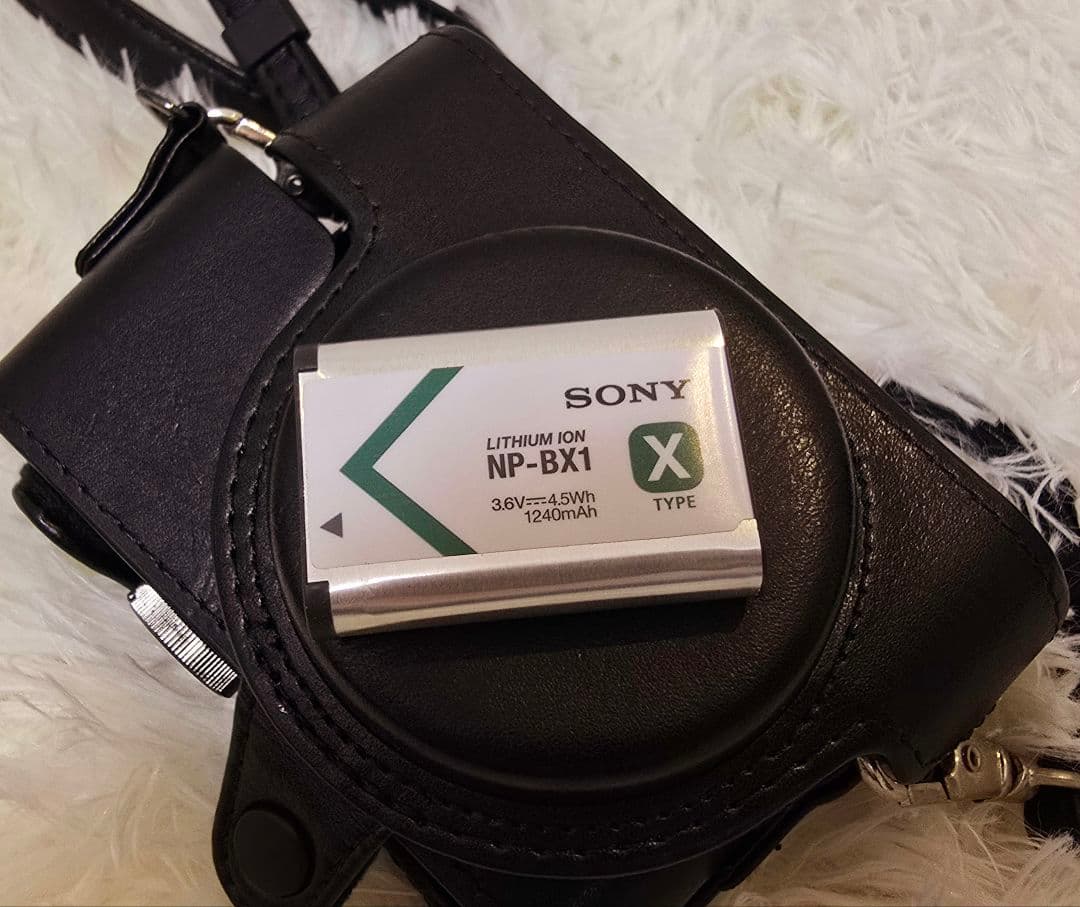 SONY
LITHIUM ION
NP-BX1
X
TYPE
3.6V⎓4.5Wh
1240mAh